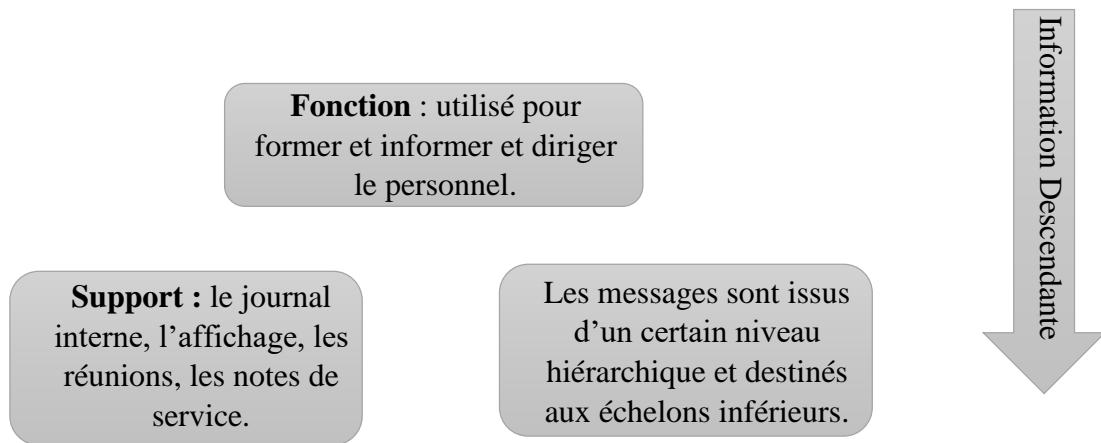 Fonction : utilisé pour
former et informer et diriger
le personnel.
Support : le journal
interne, l’affichage, les
réunions, les notes de
service.
Les messages sont issus
d’un certain niveau
hiérarchique et destinés
aux échelons inférieurs.
Information Descendante